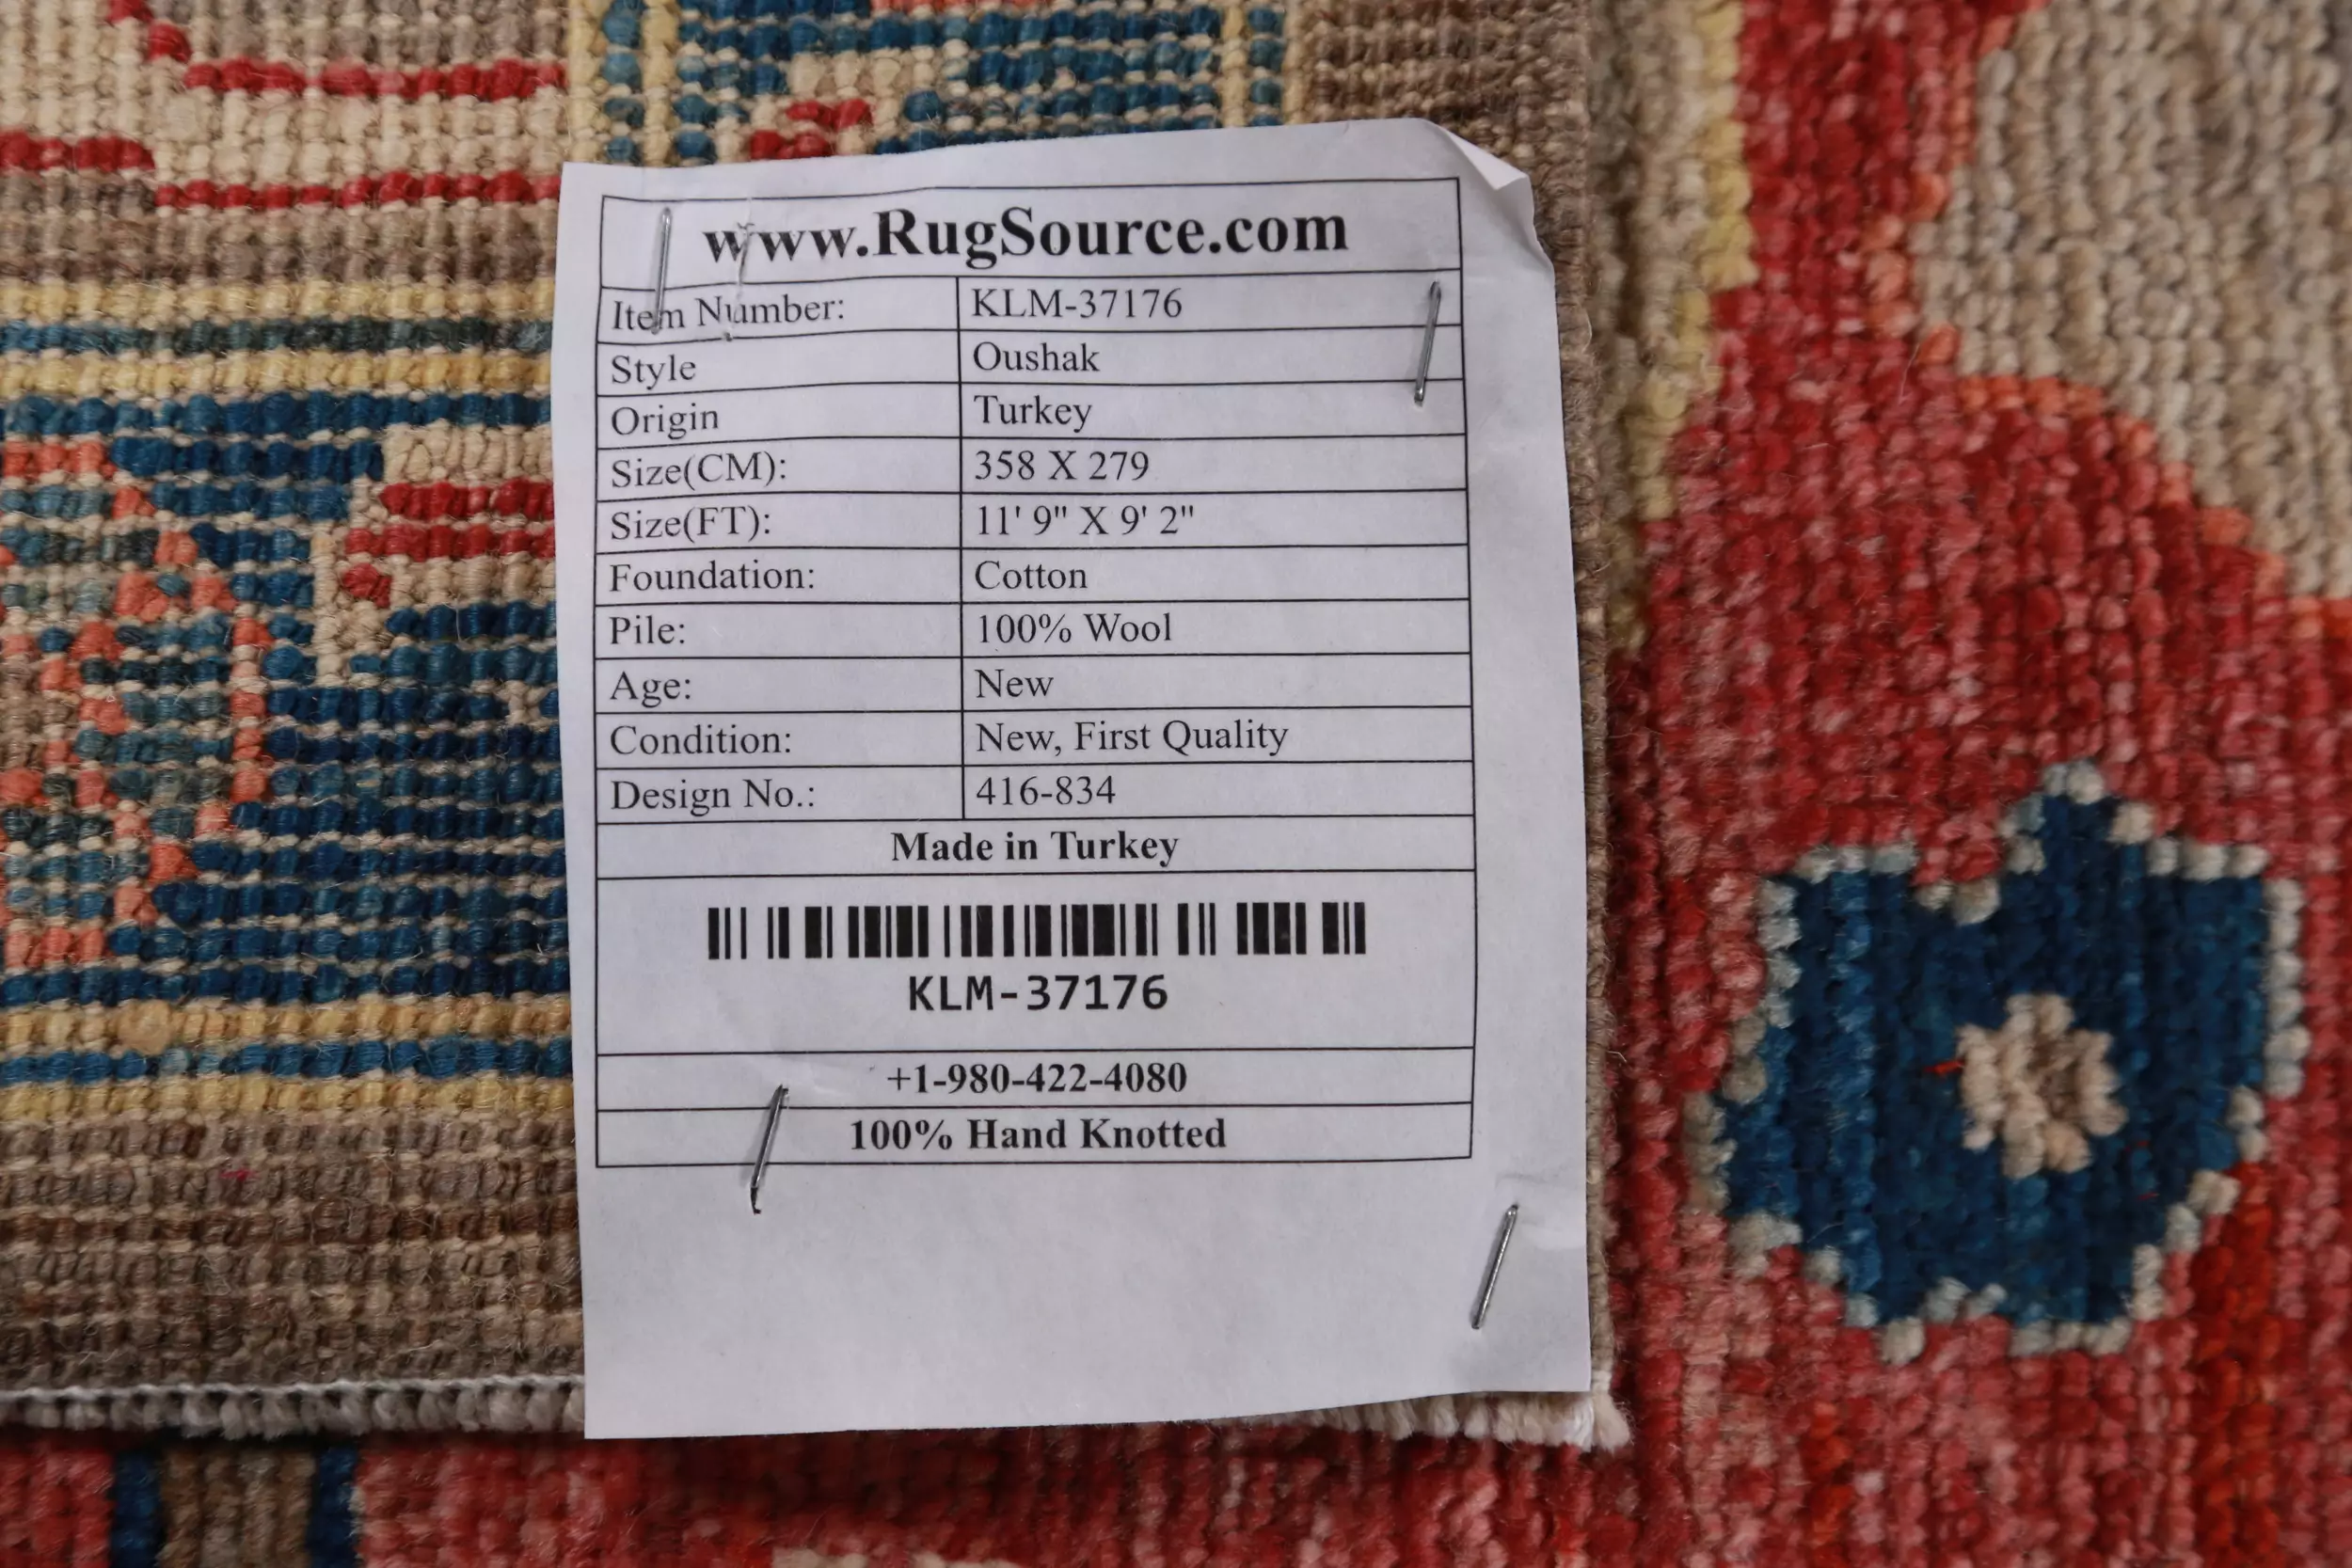 www.RugSource.com
Item Number: KLM-37176
Style Oushak
Origin Turkey
Size(CM): 358 X 279
Size(FT): 11' 9" X 9' 2"
Foundation: Cotton
Pile: 100% Wool
Age: New
Condition: New, First Quality
Design No.: 416-834
Made in Turkey
KLM-37176
+1-980-422-4080
100% Hand Knotted